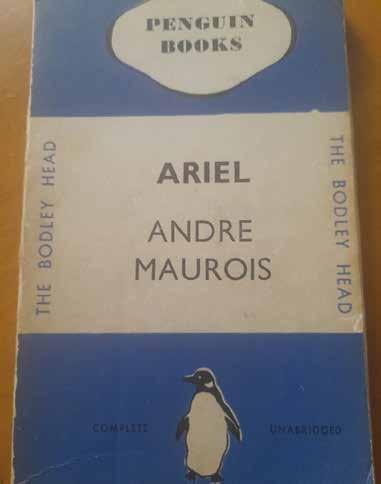 PENGUIN
BOOKS
THE BODLEY HEAD
ARIEL
ANDRE
MAUROIS
THE BODLEY HEAD
COMPLETE
UNABRIDGED